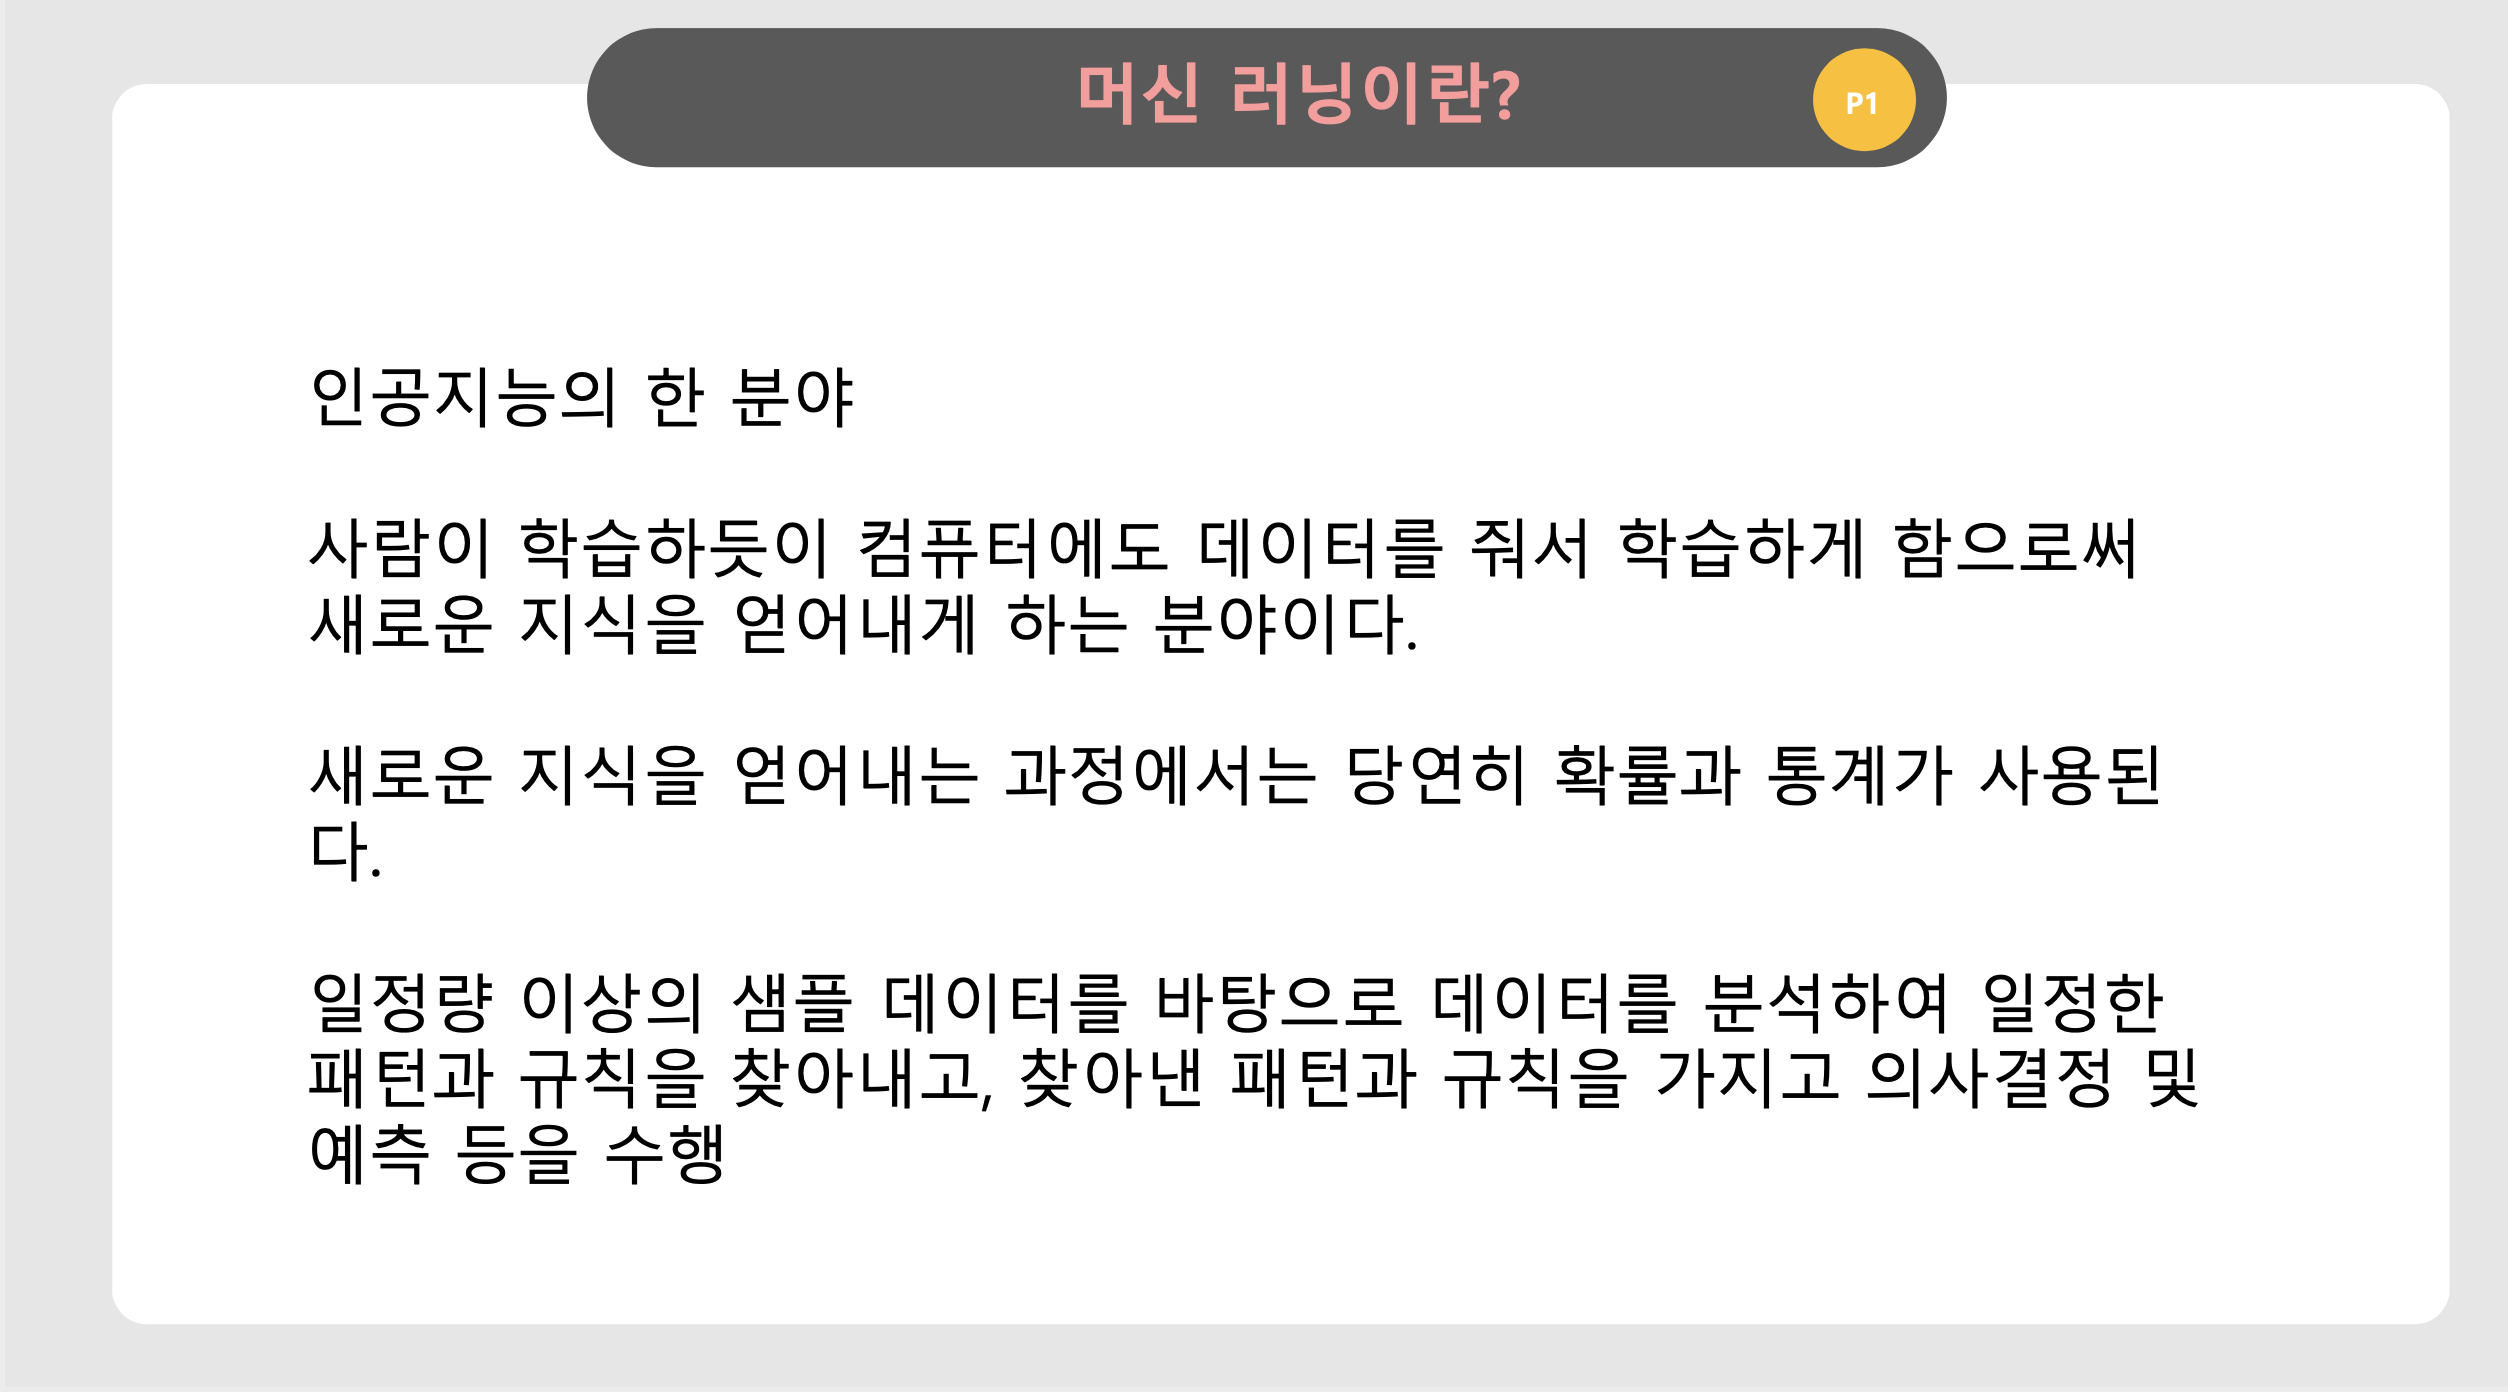 머신 러닝이란?
P1
인공지능의 한 분야
사람이 학습하듯이 컴퓨터에도 데이터를 줘서 학습하게 함으로써
새로운 지식을 얻어내게 하는 분야이다.
새로운 지식을 얻어내는 과정에서는 당연히 확률과 통계가 사용된
다.
일정량 이상의 샘플 데이터를 바탕으로 데이터를 분석하여 일정한
패턴과 규칙을 찾아내고, 찾아낸 패턴과 규칙을 가지고 의사결정 및
예측 등을 수행